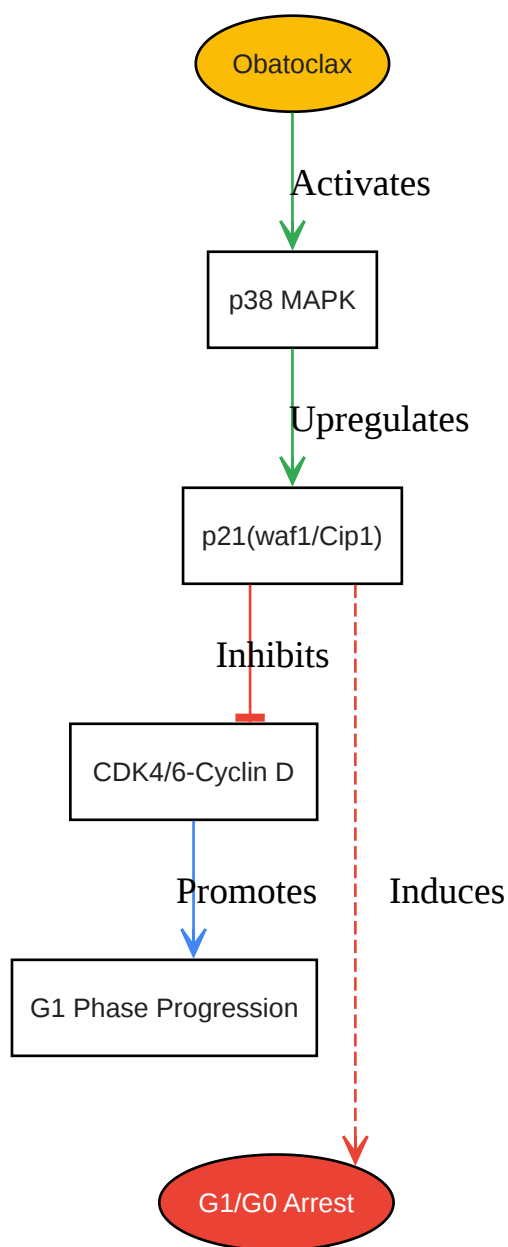 Obatoclax
Activates
p38 MAPK
Upregulates
p21(waf1/Cip1)
Inhibits
CDK4/6-Cyclin D
Promotes
Induces
G1 Phase Progression
G1/G0 Arrest